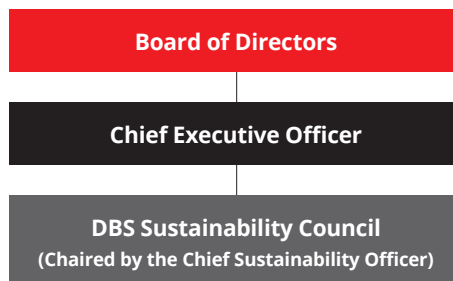 Board of Directors
Chief Executive Officer
DBS Sustainability Council
(Chaired by the Chief Sustainability Officer)